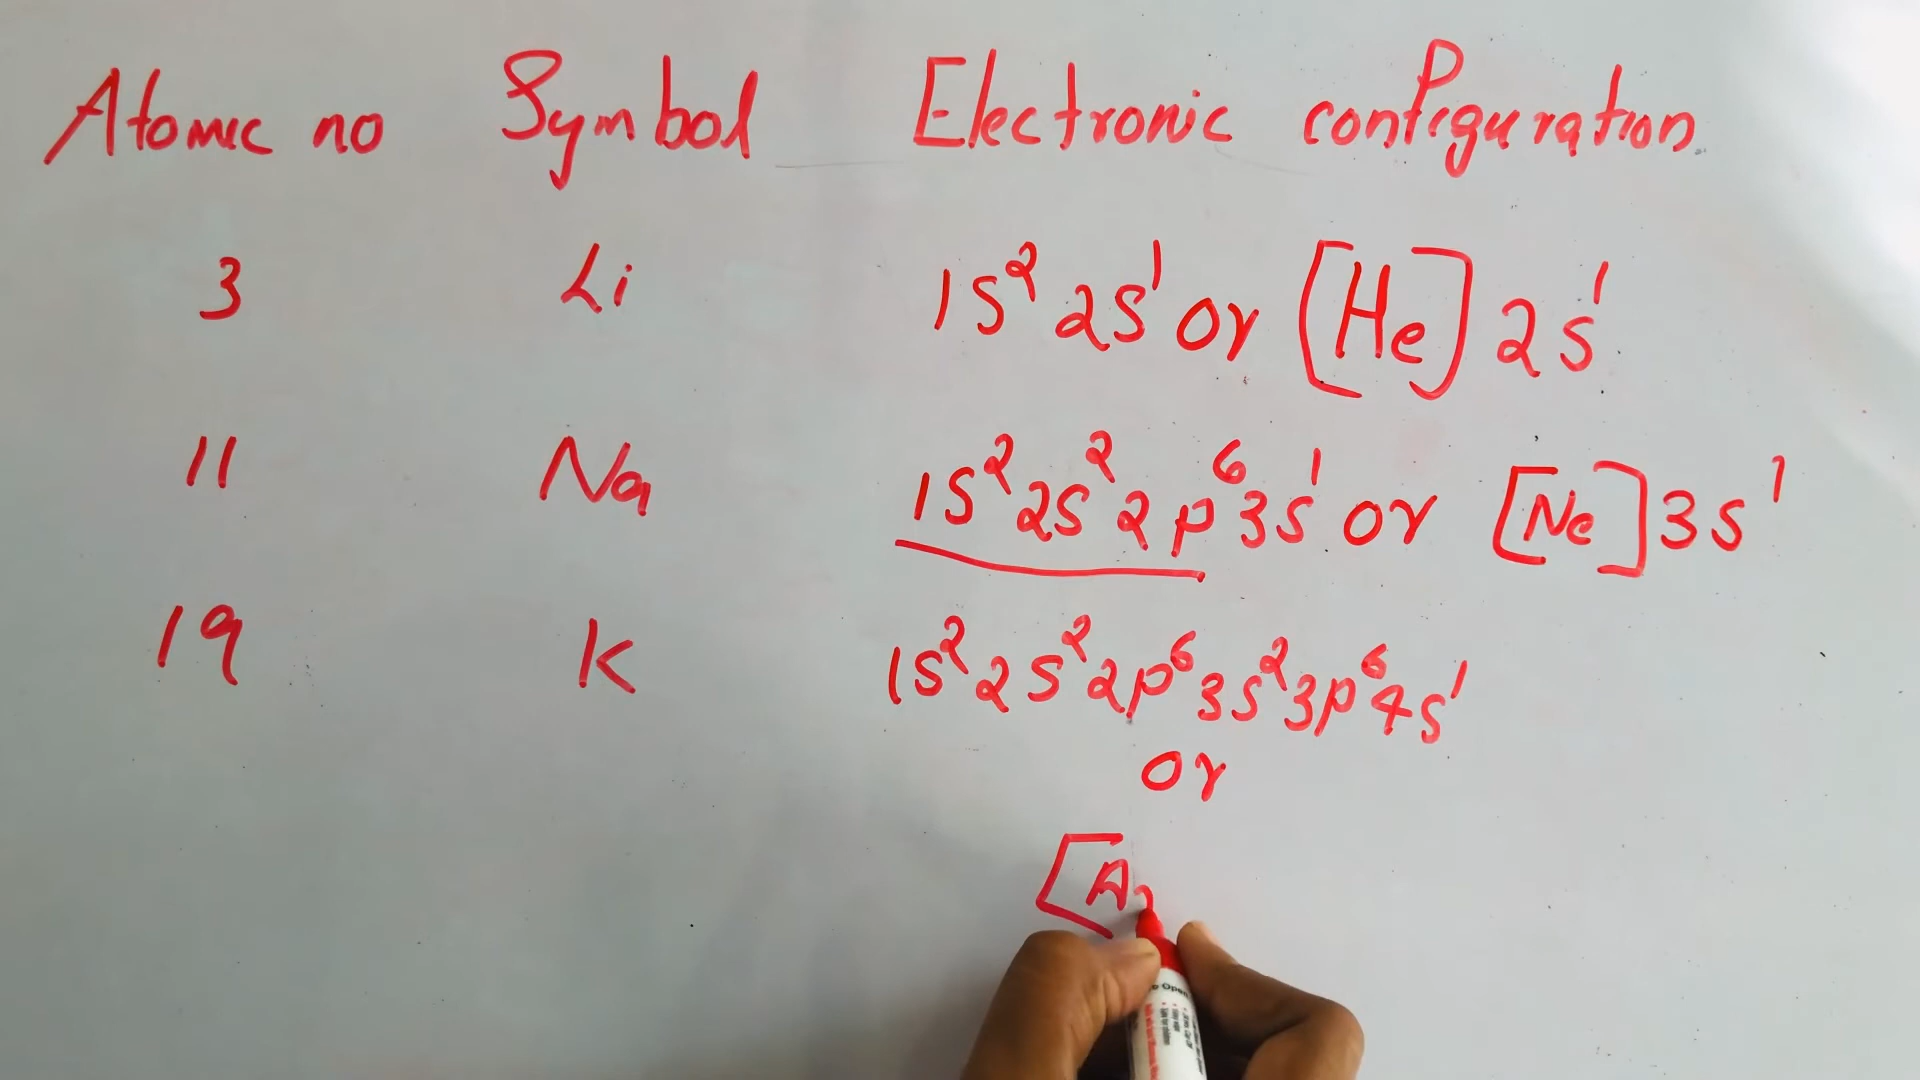 Atomic no Symbol Electronic configuration
3 Li 1s² 2s¹ or [He] 2s¹
11 Na 1s² 2s² 2p⁶ 3s¹ or [Ne] 3s¹
19 K 1s² 2s² 2p⁶ 3s² 3p⁶ 4s¹
or
[Ar